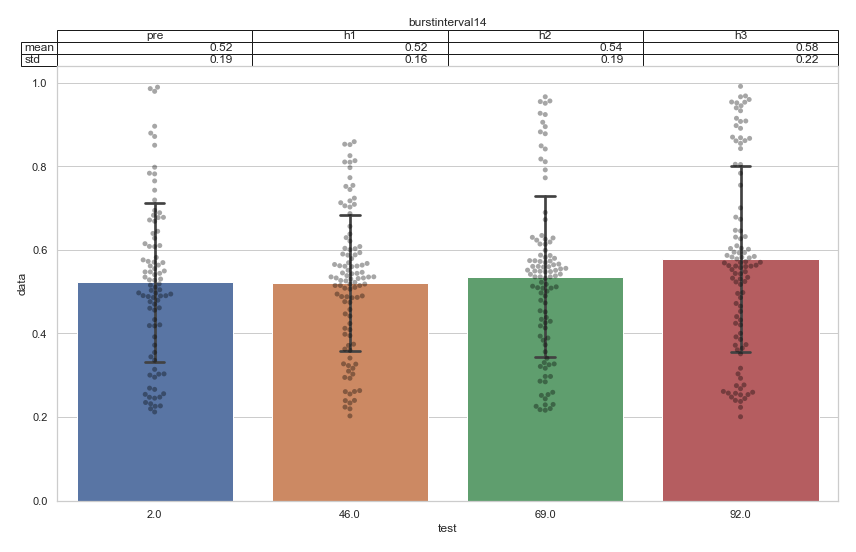 burstinterval14
pre h1 h2 h3
mean 0.52 0.52 0.54 0.58
std 0.19 0.16 0.19 0.22
1.0
0.8
0.6
data
0.4
0.2
0.0
2.0 46.0 69.0 92.0
test